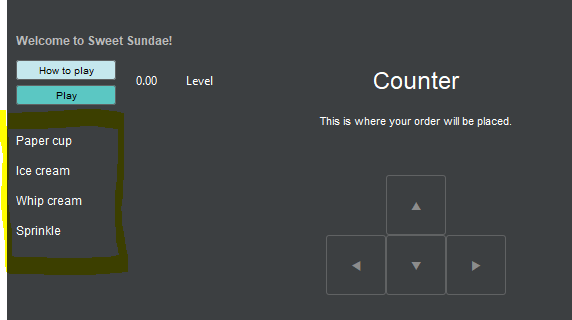 Welcome to Sweet Sundae!
How to play
0.00 Level
Play
Counter
This is where your order will be placed.
Paper cup
Ice cream
Whip cream
Sprinkle